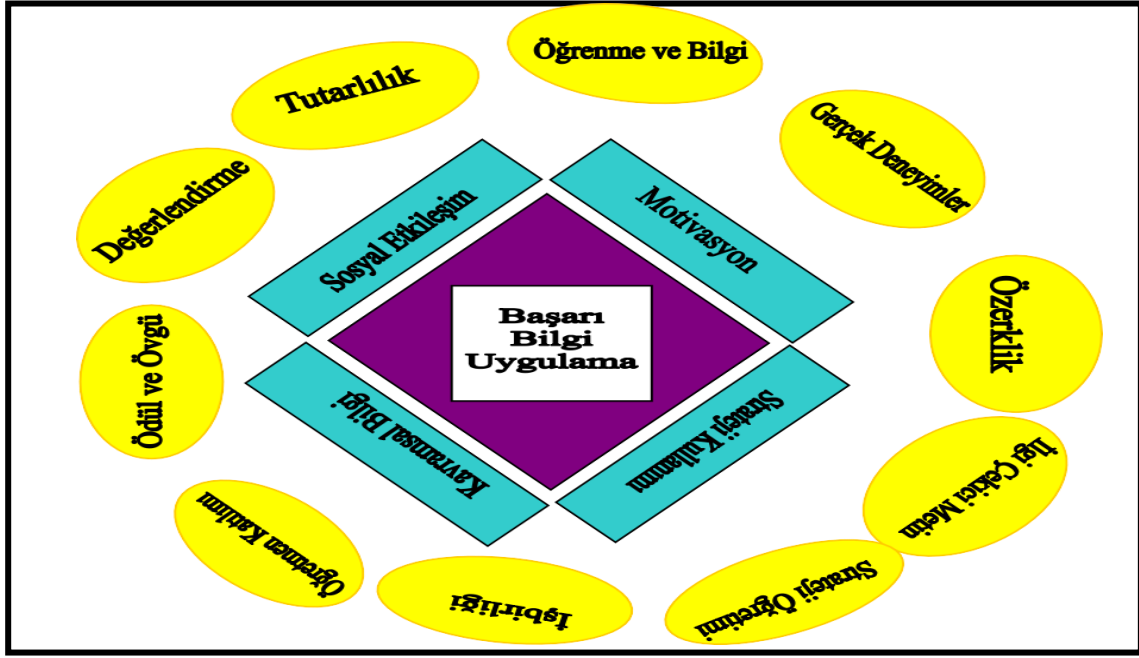 Öğrenme ve Bilgi
Tutarlılık
Gerçek Deneyimler
Değerlendirme
Sosyal Etkileşim
Motivasyon
Özerklik
Başarı
Bilgi
Uygulama
Ödül ve Övgü
Kavramsal Bilgi
Strateji Kullanımı
İlgi Çekici Metin
Öğretmen Katılımı
İşbirliği
Strateji Öğretimi